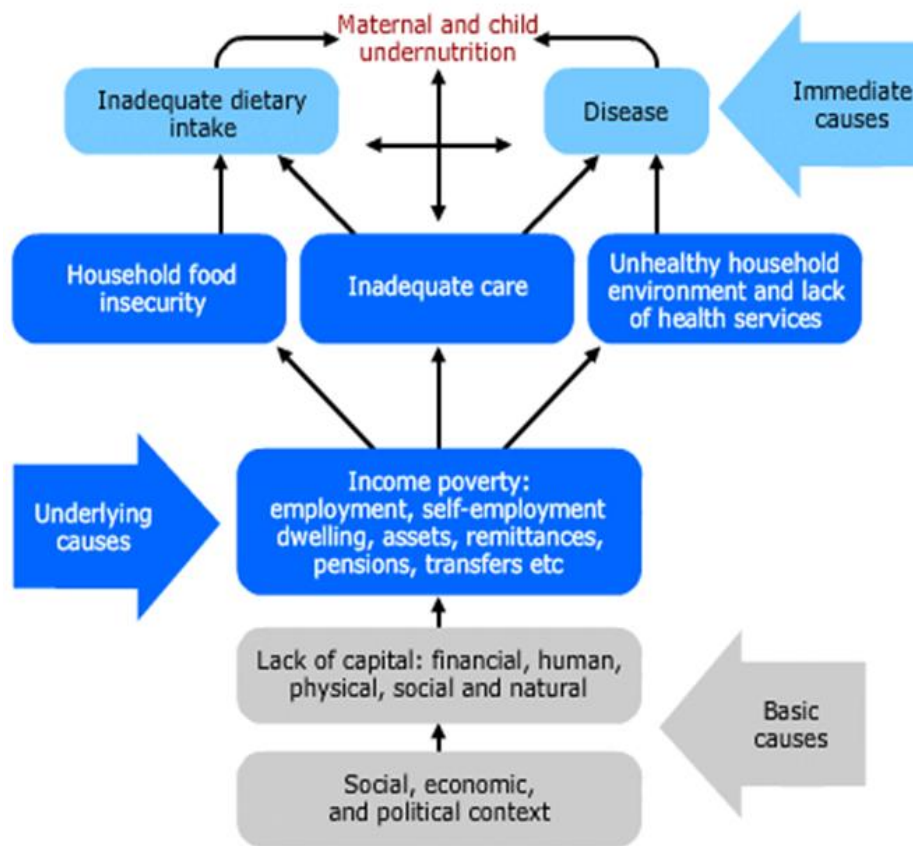 Maternal and child
undernutrition
Inadequate dietary
intake
Disease
Immediate
causes
Household food
insecurity
Inadequate care
Unhealthy household
environment and lack
of health services
Underlying
causes
Income poverty:
employment, self-employment
dwelling, assets, remittances,
pensions, transfers etc
Lack of capital: financial, human,
physical, social and natural
Basic
causes
Social, economic,
and political context